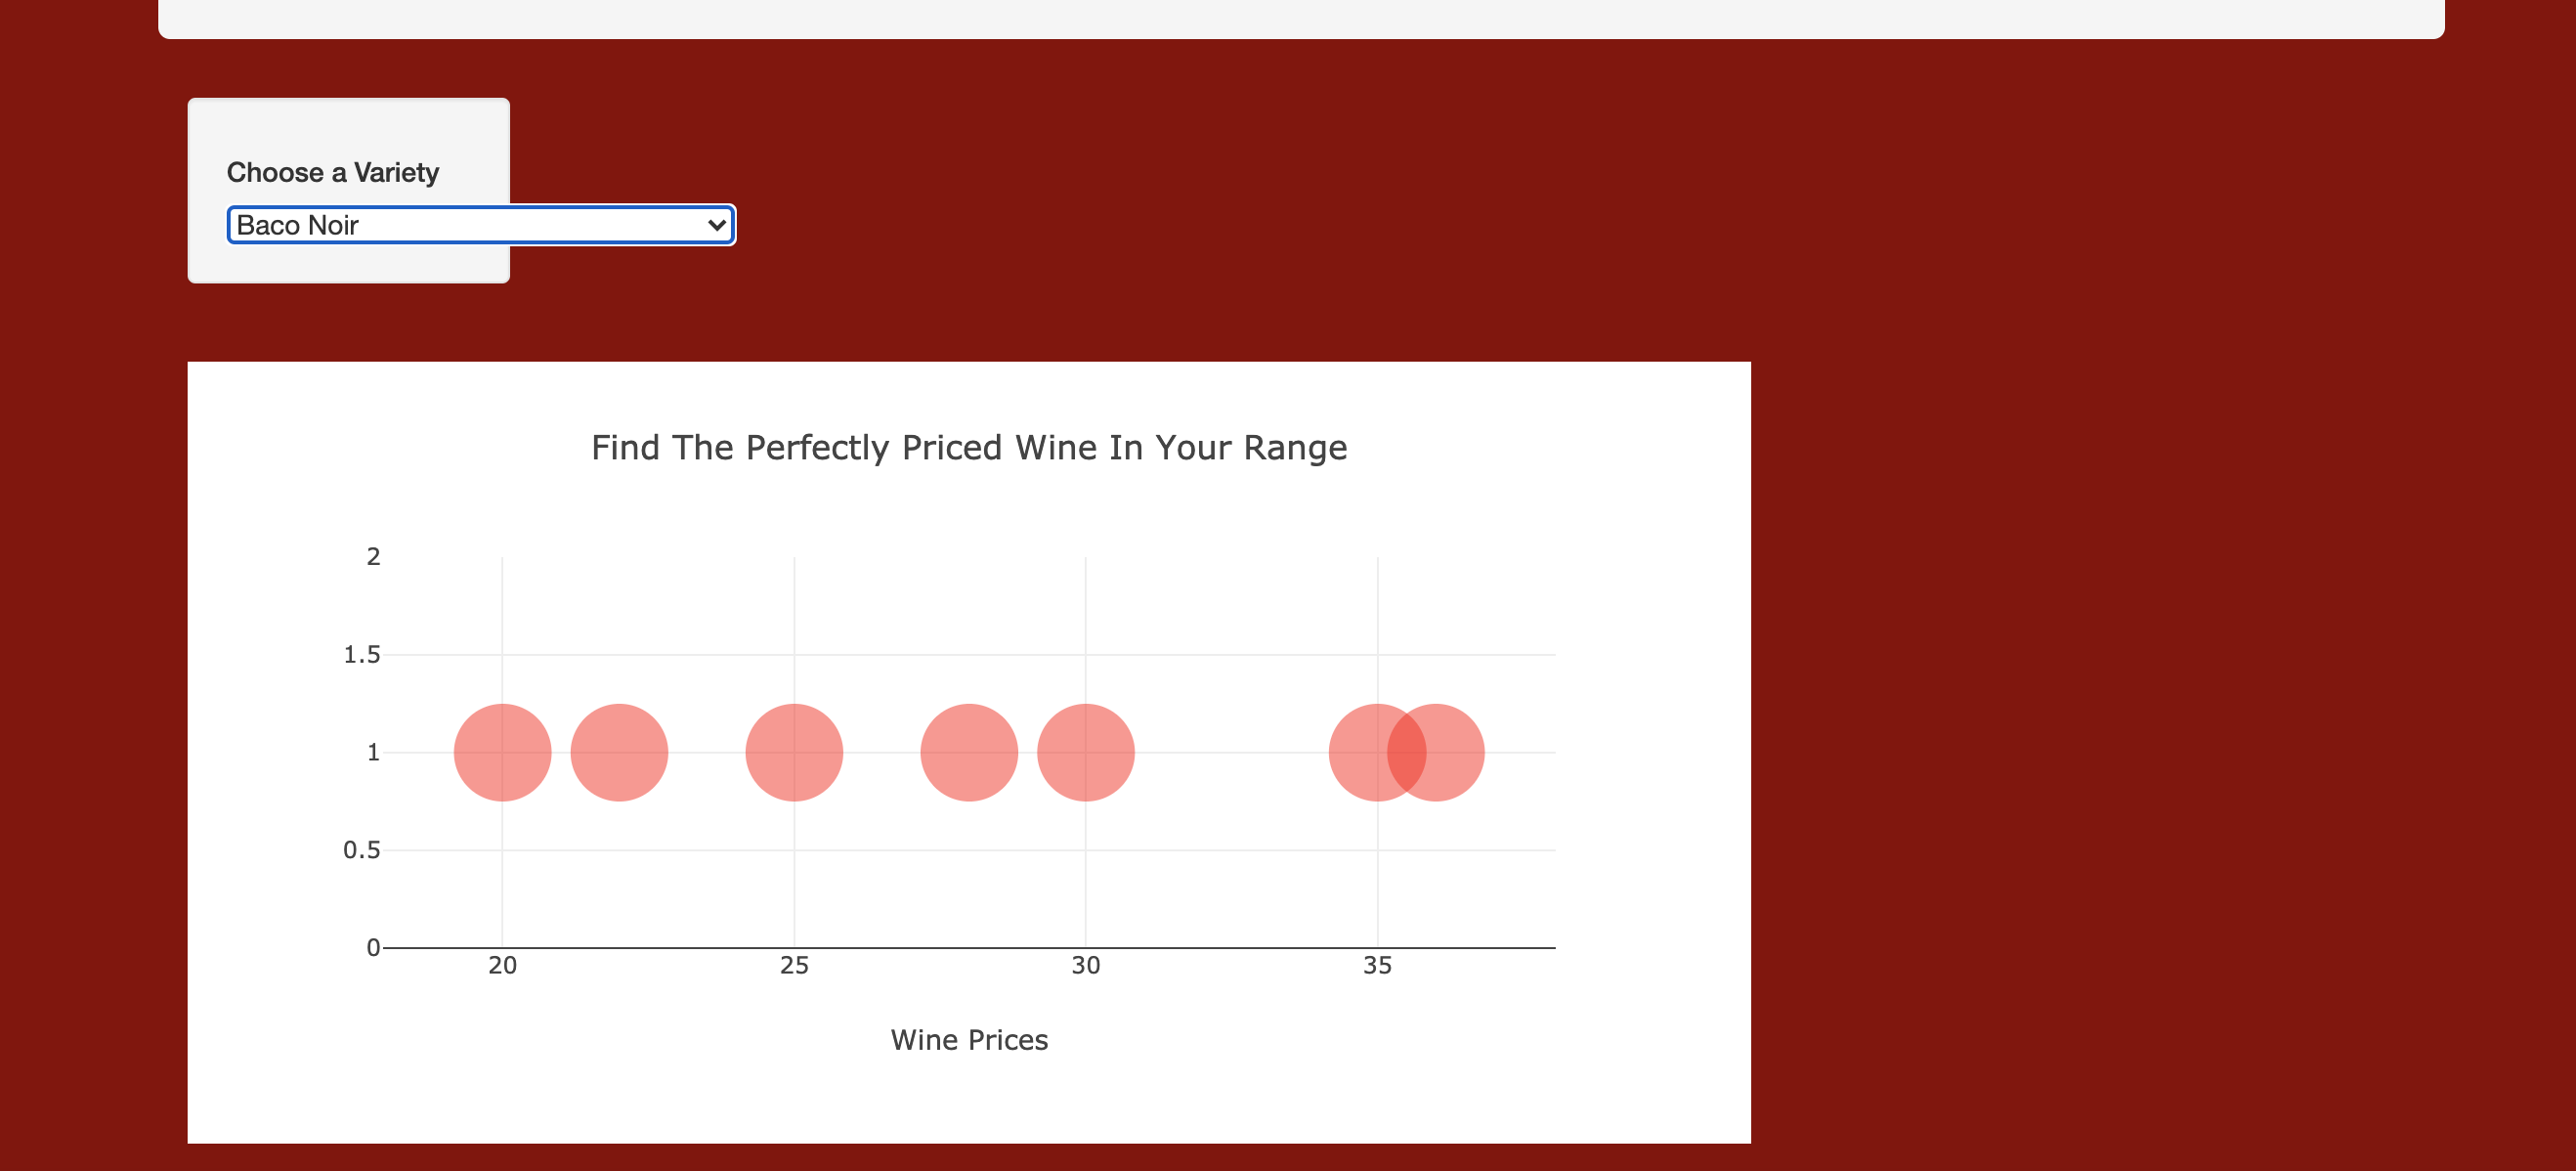 Choose a Variety
Baco Noir
Find The Perfectly Priced Wine In Your Range
2
1.5
1
0.5
0
20 25 30 35
Wine Prices